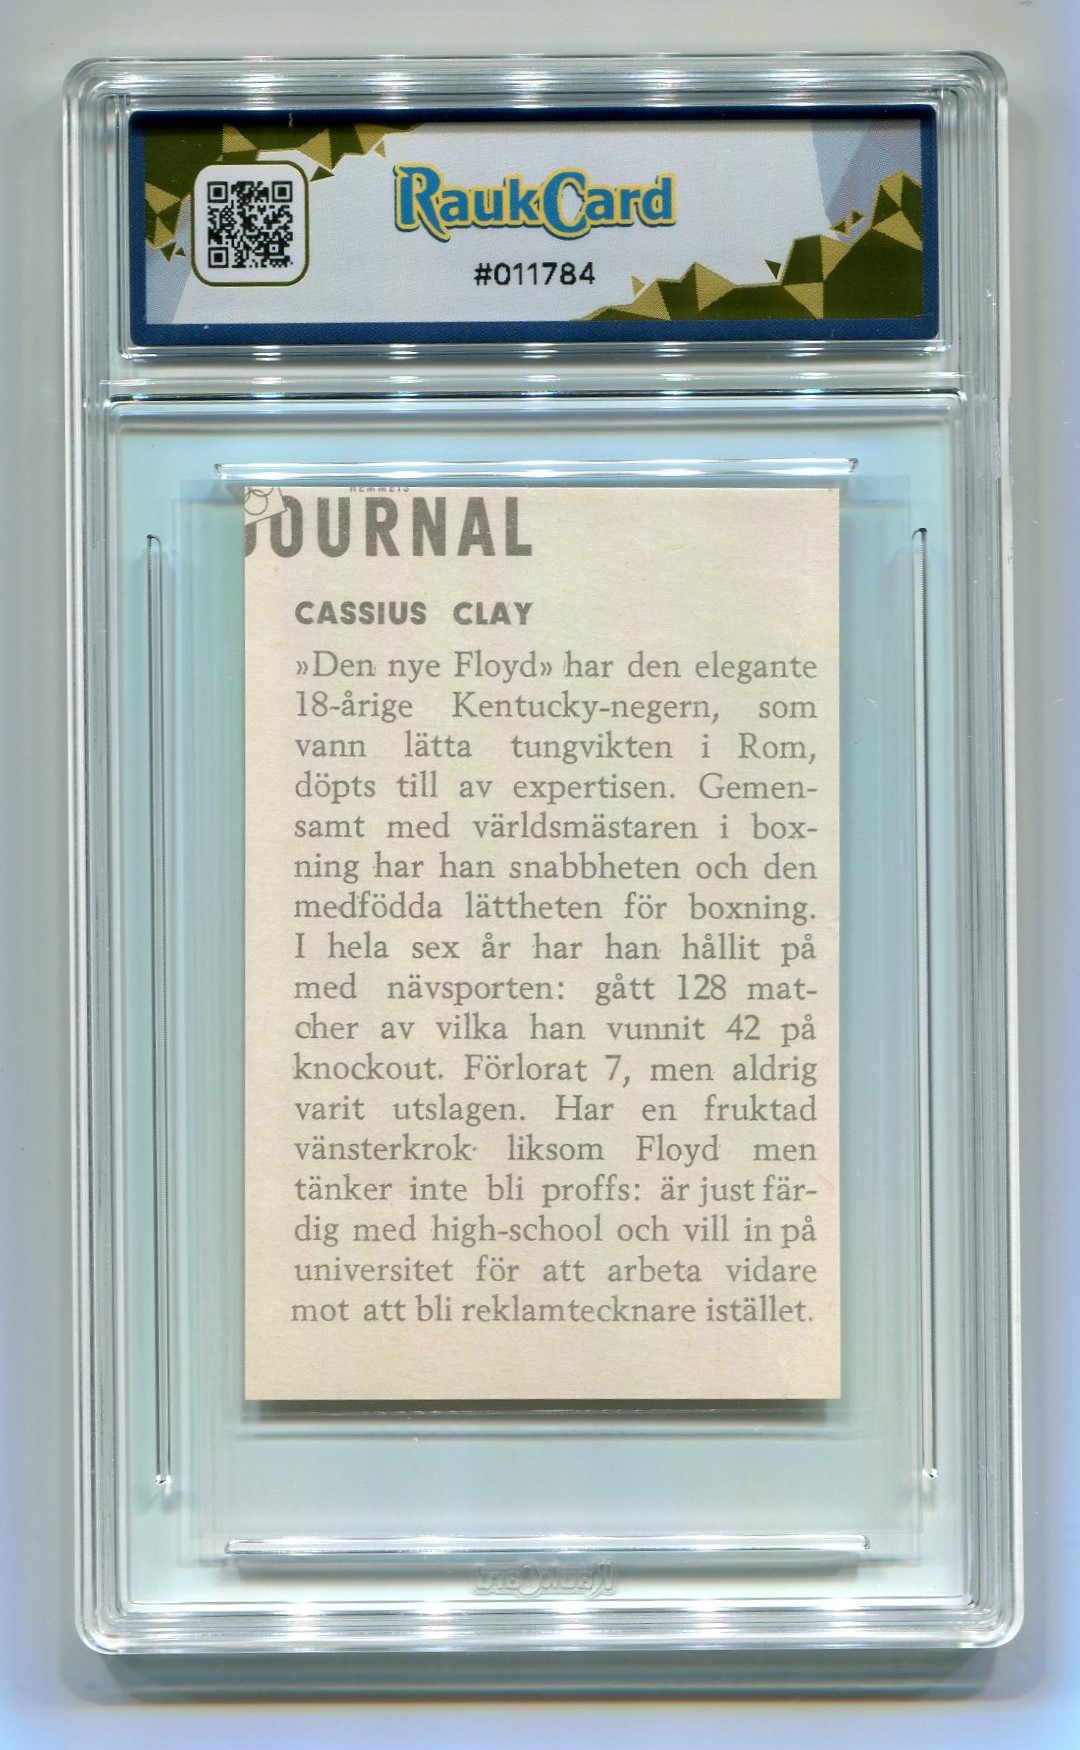 RaukCard
#011784
HEMMETS
JOURNAL
CASSIUS CLAY
»Den nye Floyd» har den elegante
18-årige Kentucky-negern, som
vann lätta tungvikten i Rom,
döpts till av expertisen. Gemen-
samt med världsmästaren i box-
ning har han snabbheten och den
medfödda lättheten för boxning.
I hela sex år har han hållit på
med nävsporten: gått 128 mat-
cher av vilka han vunnit 42 på
knockout. Förlorat 7, men aldrig
varit utslagen. Har en fruktad
vänsterkrok liksom Floyd men
tänker inte bli proffs: är just fär-
dig med high-school och vill in på
universitet för att arbeta vidare
mot att bli reklamtecknare istället.
RaukCard